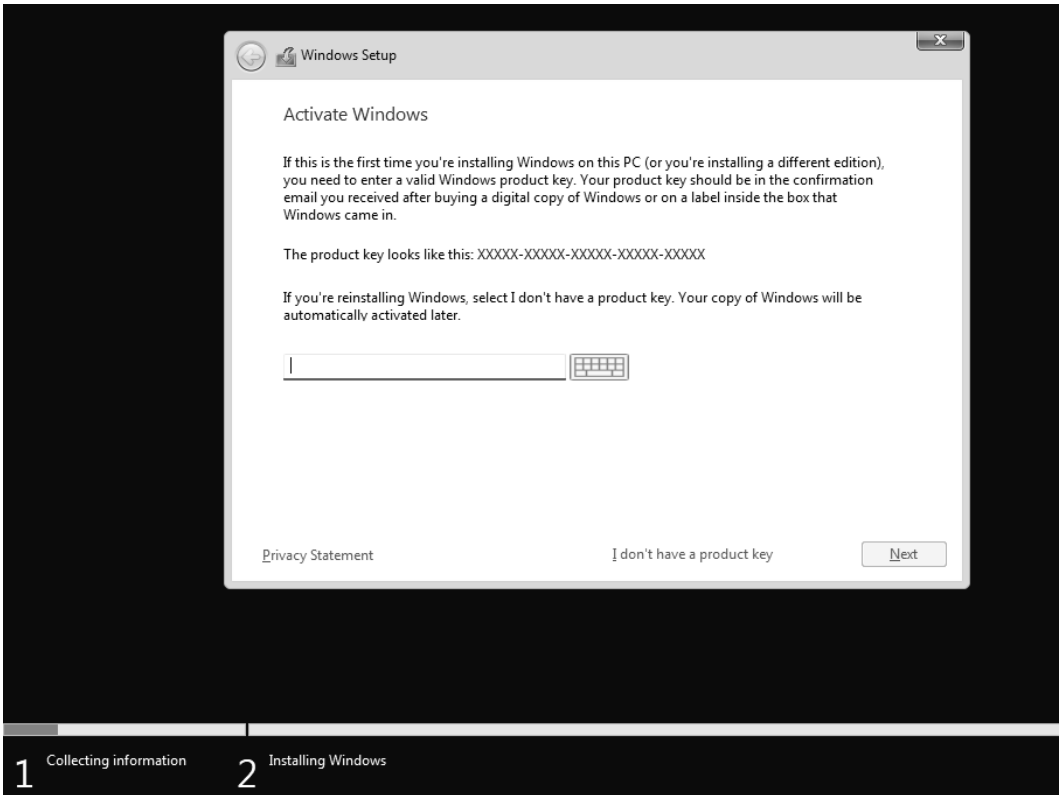 Windows Setup
Activate Windows
If this is the first time you're installing Windows on this PC (or you're installing a different edition),
you need to enter a valid Windows product key. Your product key should be in the confirmation
email you received after buying a digital copy of Windows or on a label inside the box that
Windows came in.
The product key looks like this: XXXXX-XXXXX-XXXXX-XXXXX-XXXXX
If you're reinstalling Windows, select I don't have a product key. Your copy of Windows will be
automatically activated later.
Privacy Statement
I don't have a product key
Next
1 Collecting information
2 Installing Windows